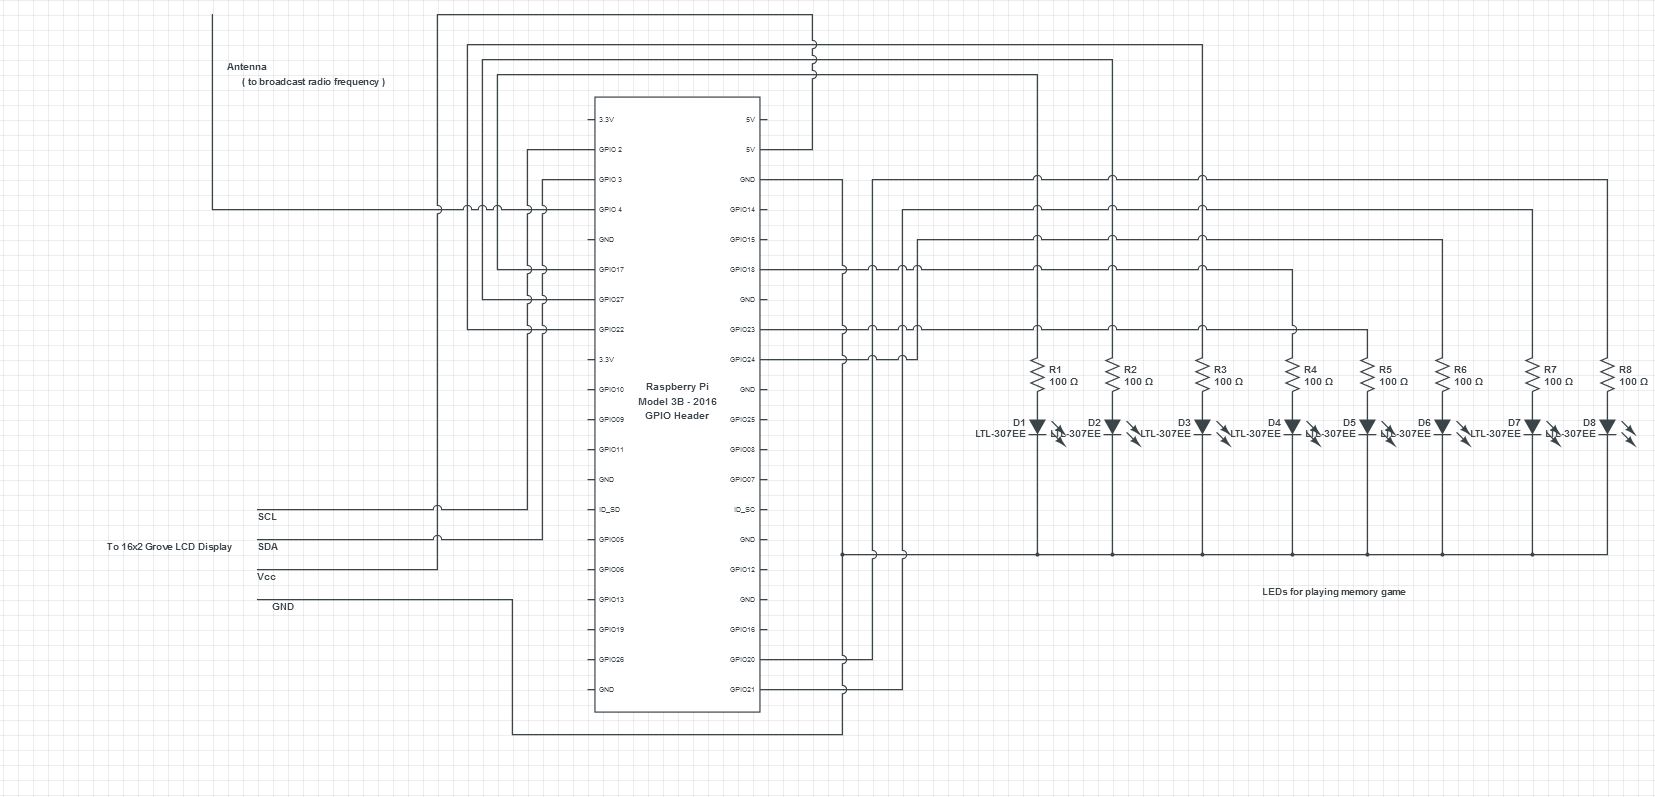 Antenna
( to broadcast radio frequency )
3.3V
GPIO 2
GPIO 3
GPIO 4
GND
GPIO17
GPIO27
GPIO22
3.3V
GPIO10
GPIO09
GPIO11
GND
ID_SD
GPIO05
GPIO06
GPIO13
GPIO19
GPIO26
GND
Raspberry Pi
Model 3B - 2016
GPIO Header
5V
5V
GND
GPIO14
GPIO15
GPIO18
GND
GPIO23
GPIO24
GND
GPIO25
GPIO08
GPIO07
ID_SC
GND
GPIO12
GND
GPIO16
GPIO20
GPIO21
R1
100 Ω
R2
100 Ω
R3
100 Ω
R4
100 Ω
R5
100 Ω
R6
100 Ω
R7
100 Ω
R8
100 Ω
D1
LTL-307EE
D2
LTL-307EE
D3
LTL-307EE
D4
LTL-307EE
D5
LTL-307EE
D6
LTL-307EE
D7
LTL-307EE
D8
LTL-307EE
SCL
To 16x2 Grove LCD Display
SDA
Vcc
GND
LEDs for playing memory game